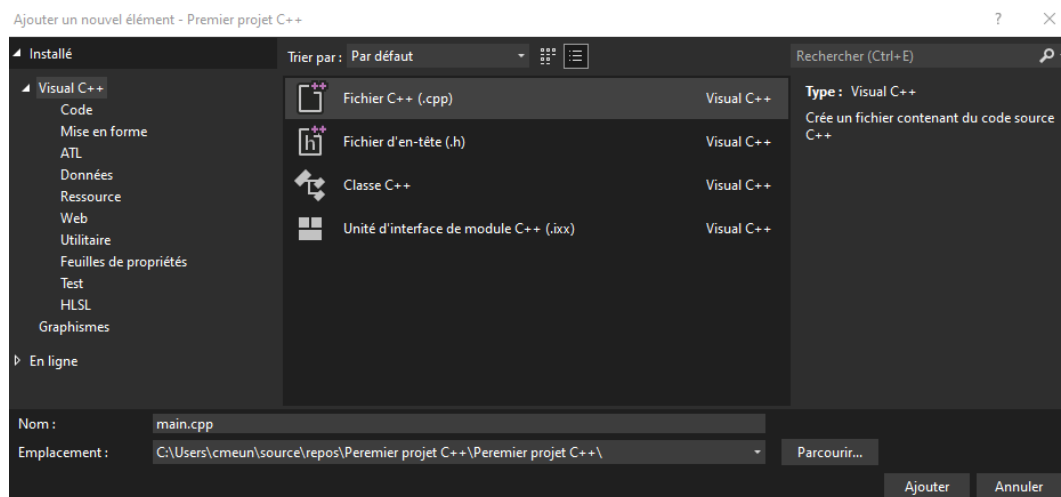 Ajouter un nouvel élément - Premier projet C++
? ×
Installé
Trier par : Par défaut
Rechercher (Ctrl+E)
Visual C++
Code
Mise en forme
ATL
Données
Ressource
Web
Utilitaire
Feuilles de propriétés
Test
HLSL
Graphismes
En ligne
Fichier C++ (.cpp) Visual C++
Fichier d'en-tête (.h) Visual C++
Classe C++ Visual C++
Unité d'interface de module C++ (.ixx) Visual C++
Type : Visual C++
Crée un fichier contenant du code source
C++
Nom : main.cpp
Emplacement : C:\Users\cmeun\source\repos\Peremier projet C++\Peremier projet C++\
Parcourir...
Ajouter Annuler